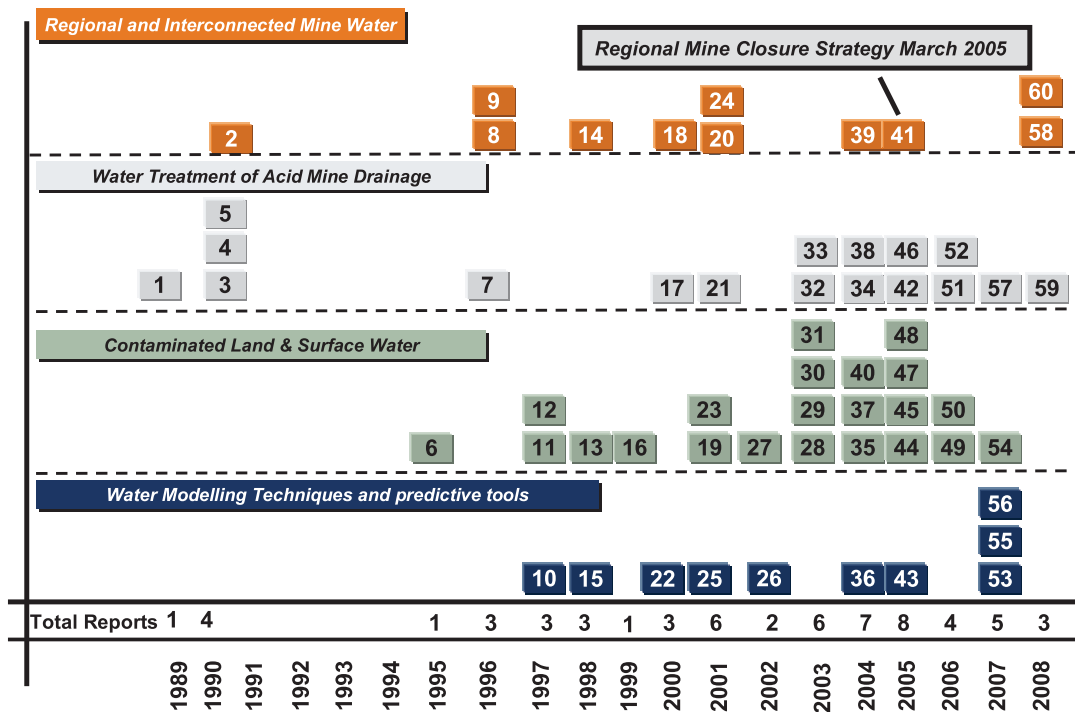 Regional and Interconnected Mine Water
Regional Mine Closure Strategy March 2005
9 24 60
2 8 14 18 20 39 41 58
Water Treatment of Acid Mine Drainage
5
4 33 38 46 52
1 3 7 17 21 32 34 42 51 57 59
Contaminated Land & Surface Water
31 48
30 40 47
12 23 29 37 45 50
6 11 13 16 19 27 28 35 44 49 54
Water Modelling Techniques and predictive tools
56
55
10 15 22 25 26 36 43 53
Total Reports 1 4 1 3 3 3 1 3 6 2 6 7 8 4 5 3
1989 1990 1991 1992 1993 1994 1995 1996 1997 1998 1999 2000 2001 2002 2003 2004 2005 2006 2007 2008